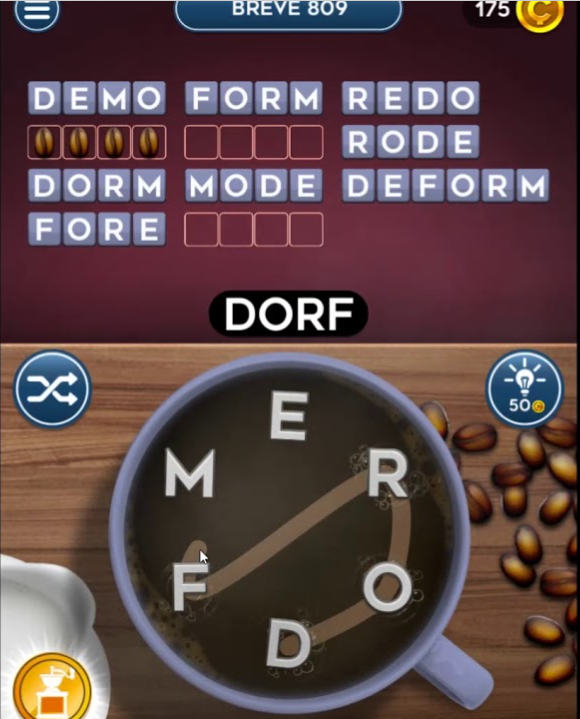 BREVE 809
175
DEMO FORM REDO
RODE
DORM MODE DEFORM
FORE
DORF
E
M R
50
F O
D